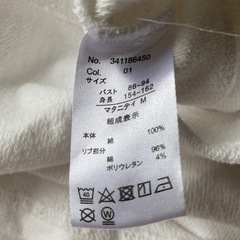 No. 341186450
Col. 01
サイズ
バスト 86-94
身長 154-162
マタニティ M
組成表示
本体
綿 100%
リブ部分
綿 96%
ポリウレタン 4%
40
W